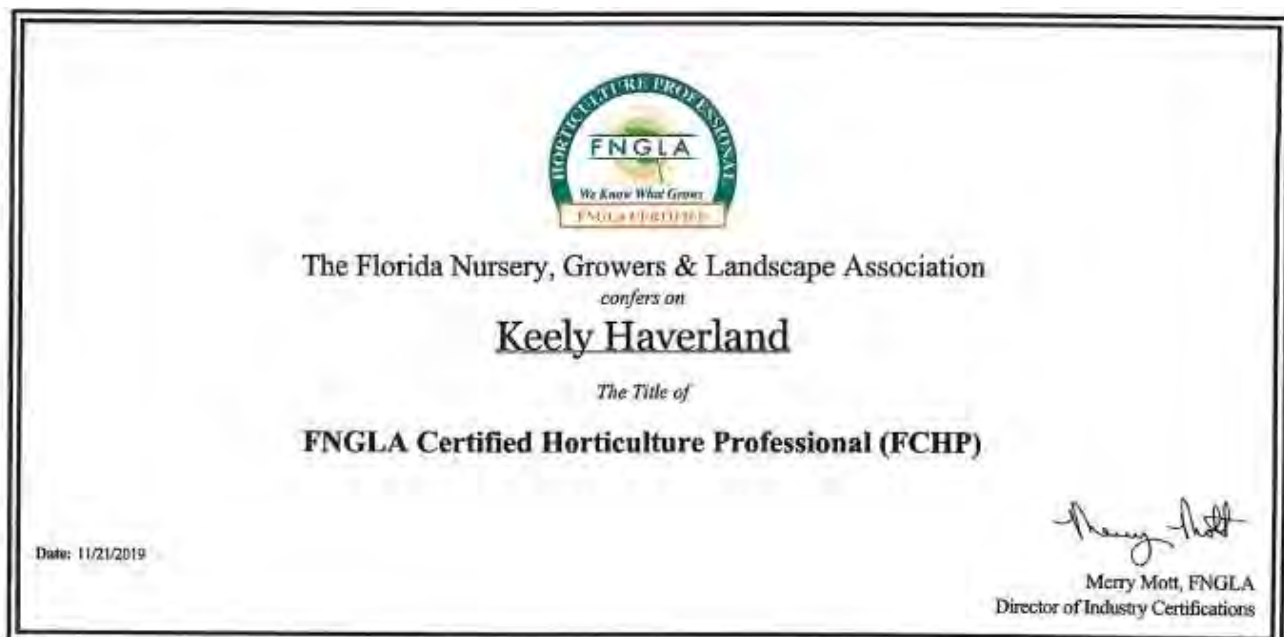 HORTICULTURE PROFESSIONAL
FNGLA
We Know What Grows
FNGLA CERTIFIED
The Florida Nursery, Growers & Landscape Association
confers on
Keely Haverland
The Title of
FNGLA Certified Horticulture Professional (FCHP)
Date: 11/21/2019
Merry Mott
Merry Mott, FNGLA
Director of Industry Certifications